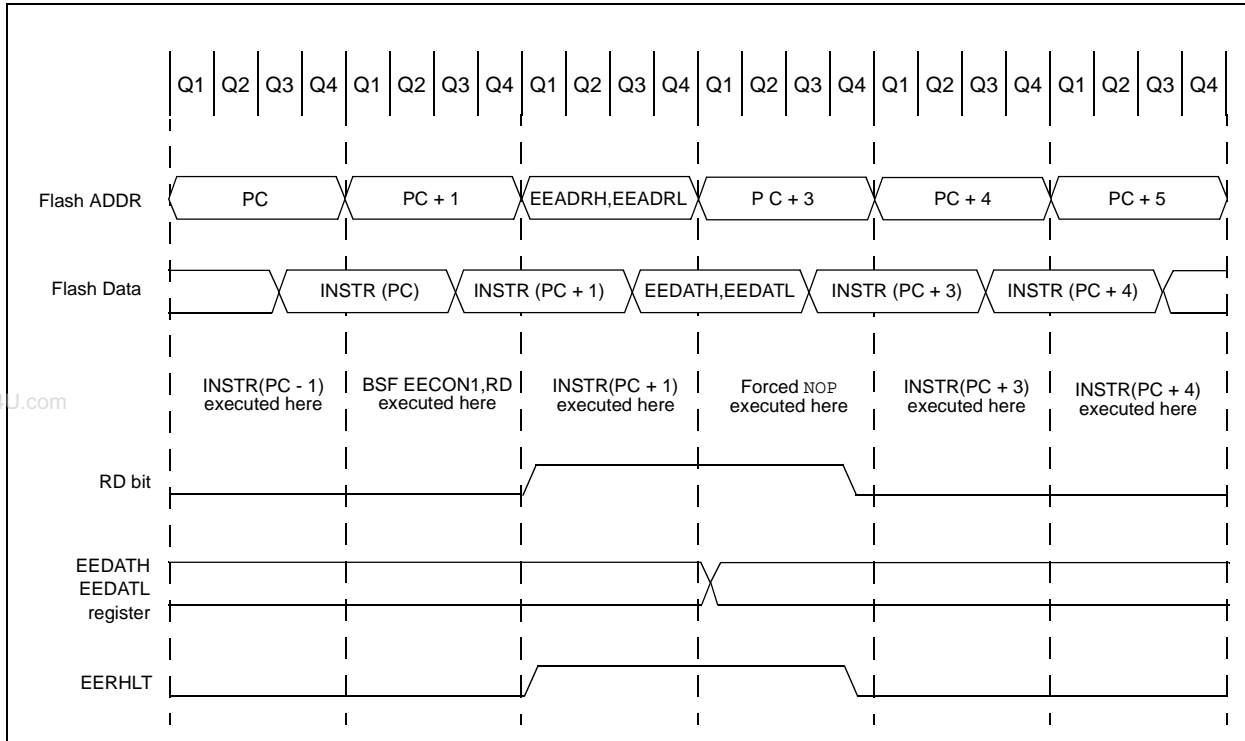 Q1 Q2 Q3 Q4 Q1 Q2 Q3 Q4 Q1 Q2 Q3 Q4 Q1 Q2 Q3 Q4 Q1 Q2 Q3 Q4 Q1 Q2 Q3 Q4
Flash ADDR PC PC + 1 EEADRH,EEADRL P C + 3 PC + 4 PC + 5
Flash Data INSTR (PC) INSTR (PC + 1) EEDATH,EEDATL INSTR (PC + 3) INSTR (PC + 4)
INSTR(PC - 1) BSF EECON1,RD INSTR(PC + 1) Forced NOP INSTR(PC + 3) INSTR(PC + 4)
executed here executed here executed here executed here executed here executed here
U.com
RD bit
EEDATH
EEDATL
register
EERHLT